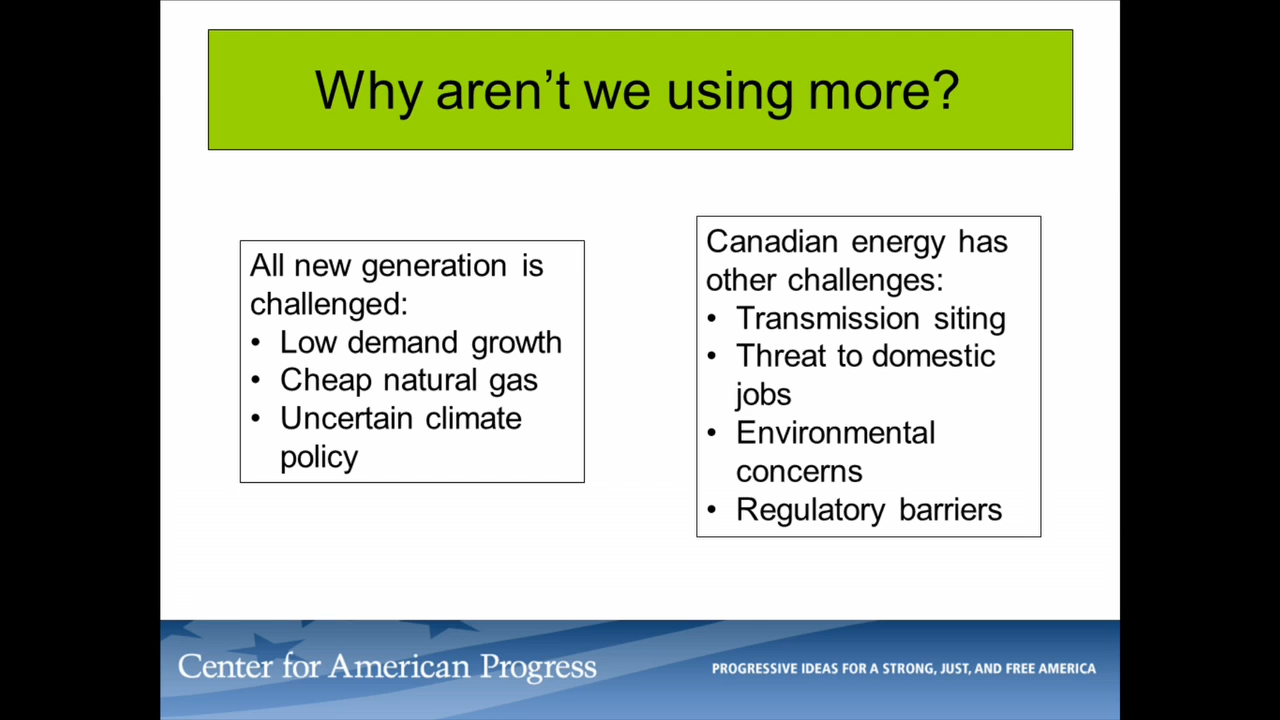 Why aren’t we using more?
All new generation is
challenged:
• Low demand growth
• Cheap natural gas
• Uncertain climate
policy
Canadian energy has
other challenges:
• Transmission siting
• Threat to domestic
jobs
• Environmental
concerns
• Regulatory barriers
Center for American Progress
PROGRESSIVE IDEAS FOR A STRONG, JUST, AND FREE AMERICA